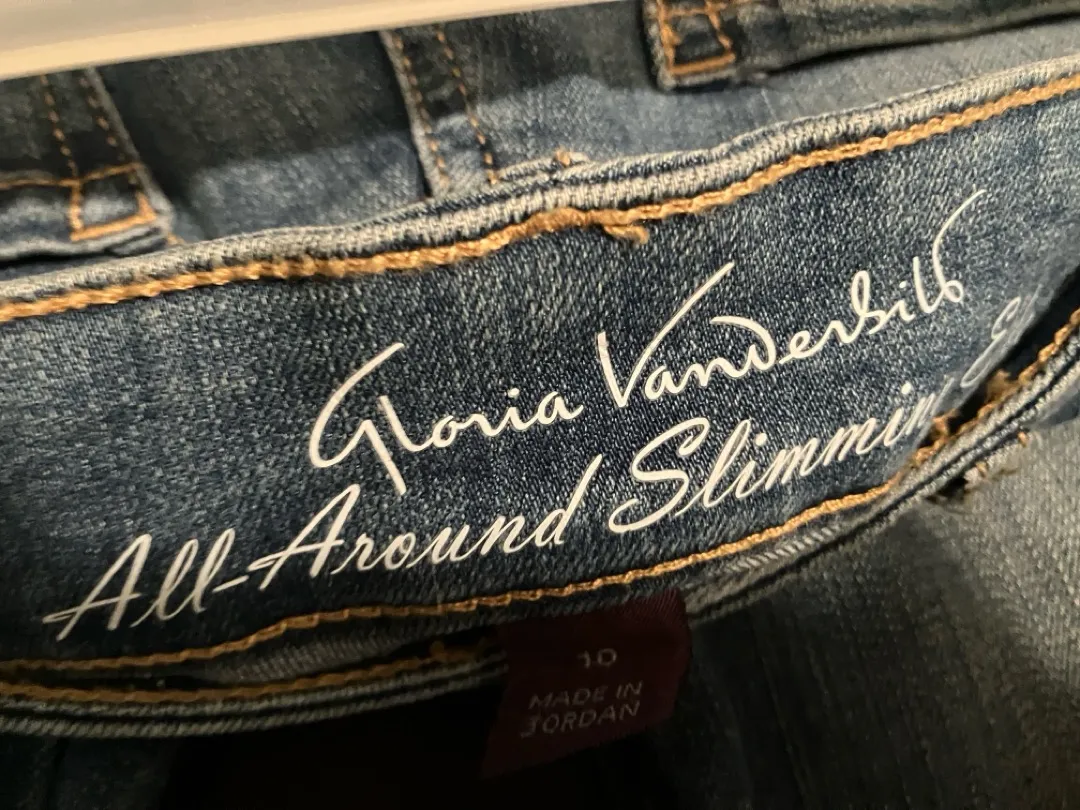 Gloria Vanderbilt
All-Around Slimmin
10
MADE IN
JORDAN